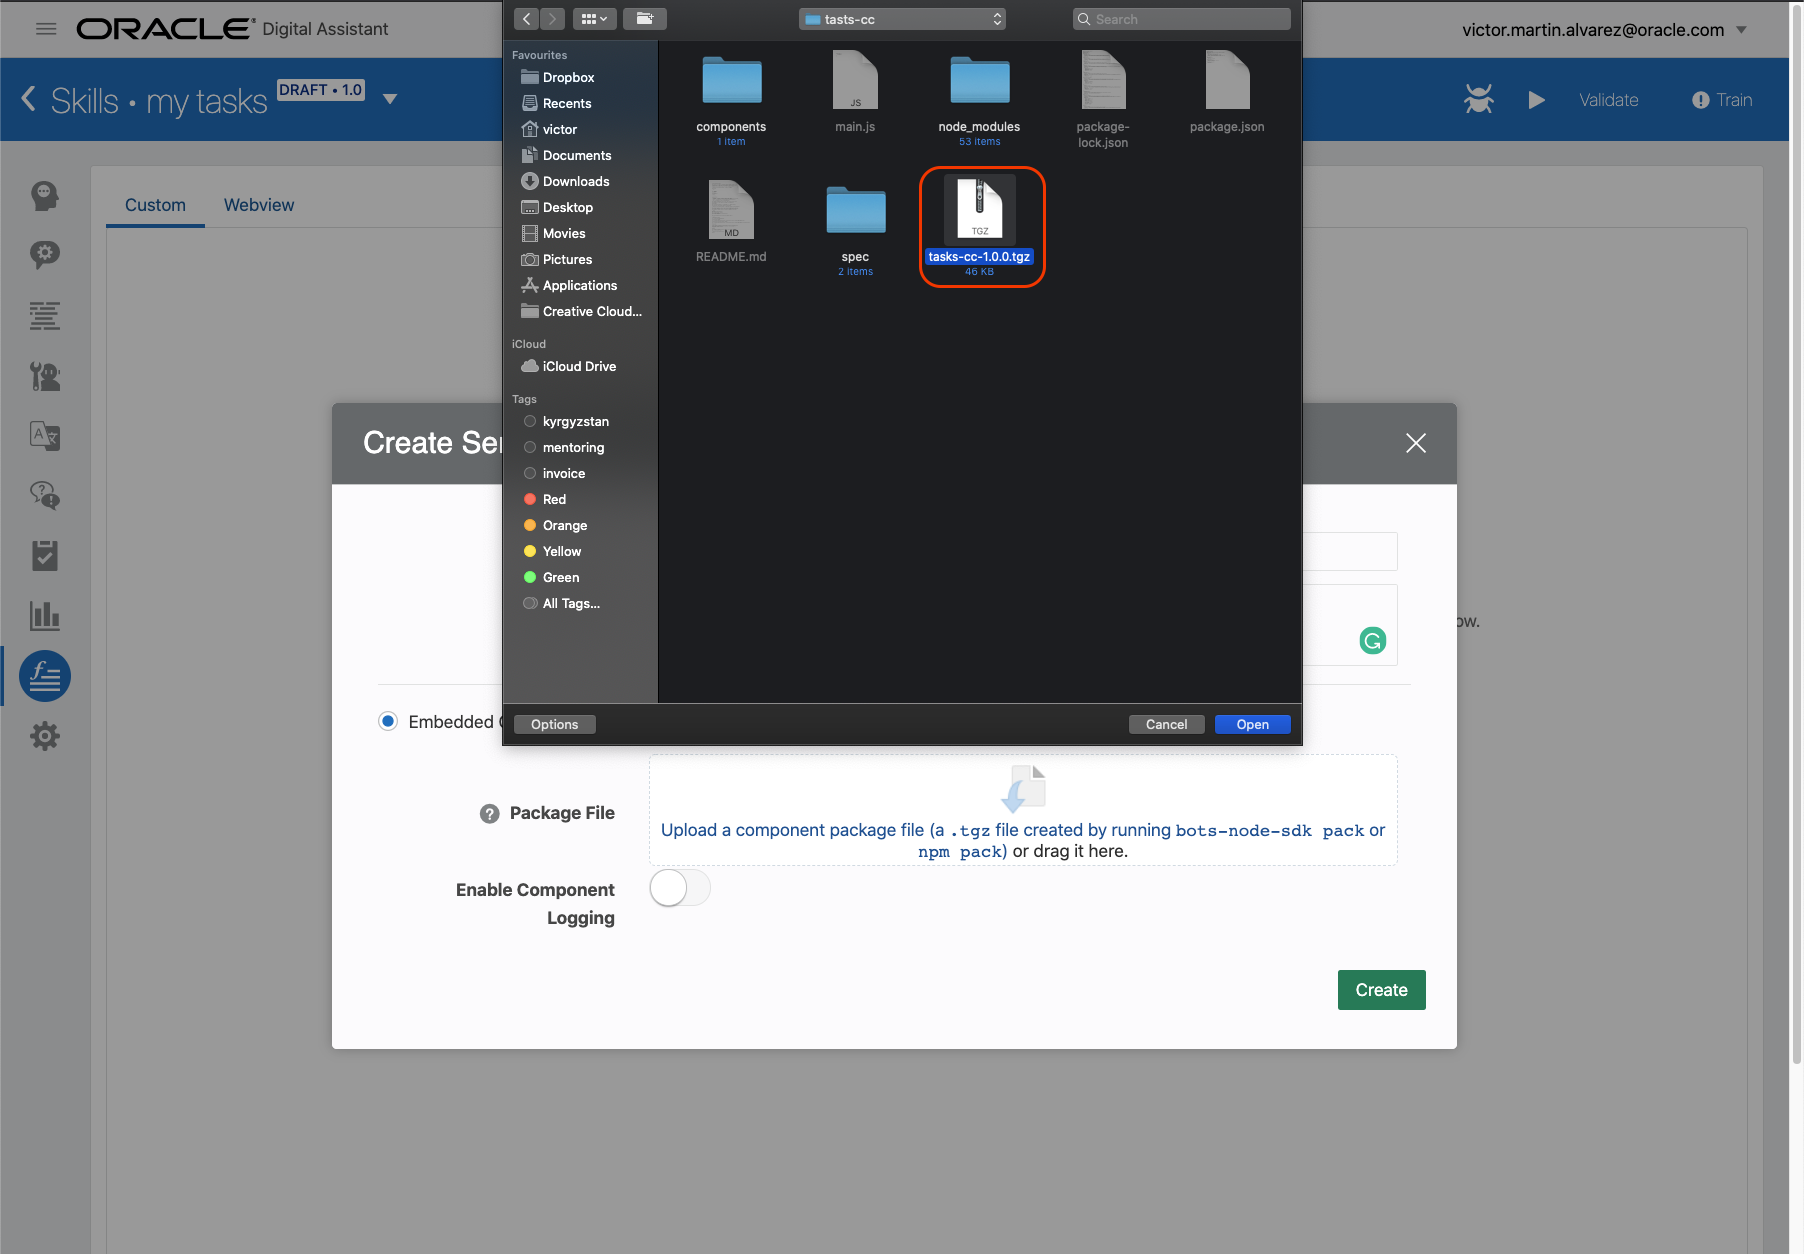 ORACLE Digital Assistant
victor.martin.alvarez@oracle.com
Skills • my tasks DRAFT • 1.0
Validate
Train
Custom
Webview
tasts-cc
Search
Favourites
Dropbox
Recents
victor
Documents
Downloads
Desktop
Movies
Pictures
Applications
Creative Cloud...
iCloud
iCloud Drive
Tags
kyrgyzstan
mentoring
invoice
Red
Orange
Yellow
Green
All Tags...
components
1 item
JS
main.js
node_modules
53 items
package-
lock.json
package.json
MD
README.md
spec
2 items
TGZ
tasks-cc-1.0.0.tgz
46 KB
Options
Cancel
Open
Create Ser
ow.
Embedded
Package File
Upload a component package file (a .tgz file created by running bots-node-sdk pack or
npm pack) or drag it here.
Enable Component
Logging
Create